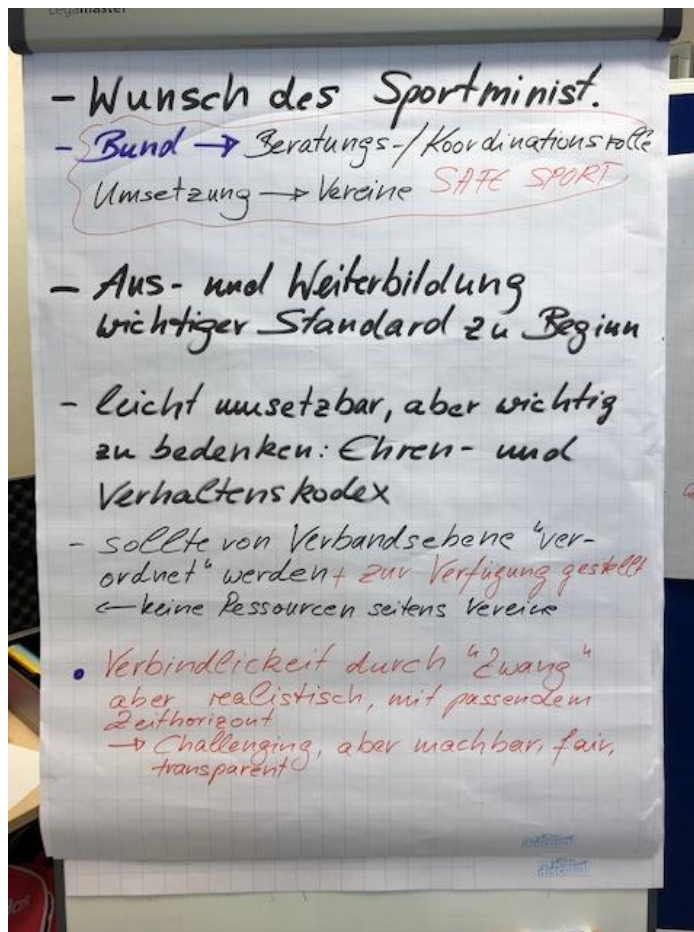 Legamaster
- Wunsch des Sportminist.
- Bund → Beratungs-/Koordinationsrolle
Umsetzung → Vereine SAFE SPORT
- Aus- und Weiterbildung
wichtiger Standard zu Beginn
- leicht umsetzbar, aber wichtig
zu bedenken: Ehren- und
Verhaltenskodex
- sollte von Verbandsebene "ver-
ordnet" werden + zur Verfügung gestellt
← keine Ressourcen seitens Vereine
• Verbindlickeit durch "Zwang"
aber realistisch, mit passendem
Zeithorizont
→ Challenging, aber machbar, fair,
transparent